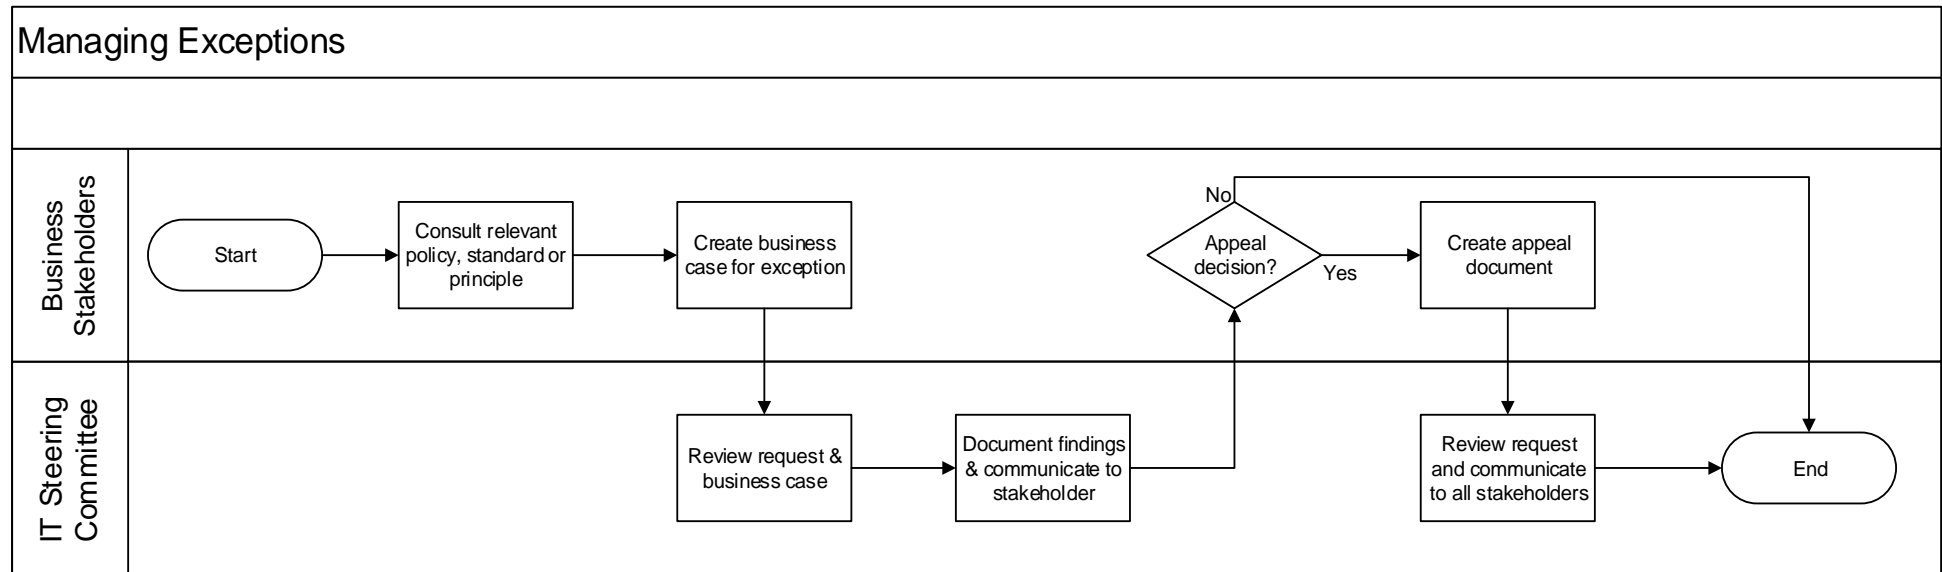 Managing Exceptions
Business
Stakeholders
Start
Consult relevant
policy, standard or
principle
Create business
case for exception
No
Appeal
decision?
Yes
Create appeal
document
IT Steering
Committee
Review request &
business case
Document findings
& communicate to
stakeholder
Review request
and communicate
to all stakeholders
End